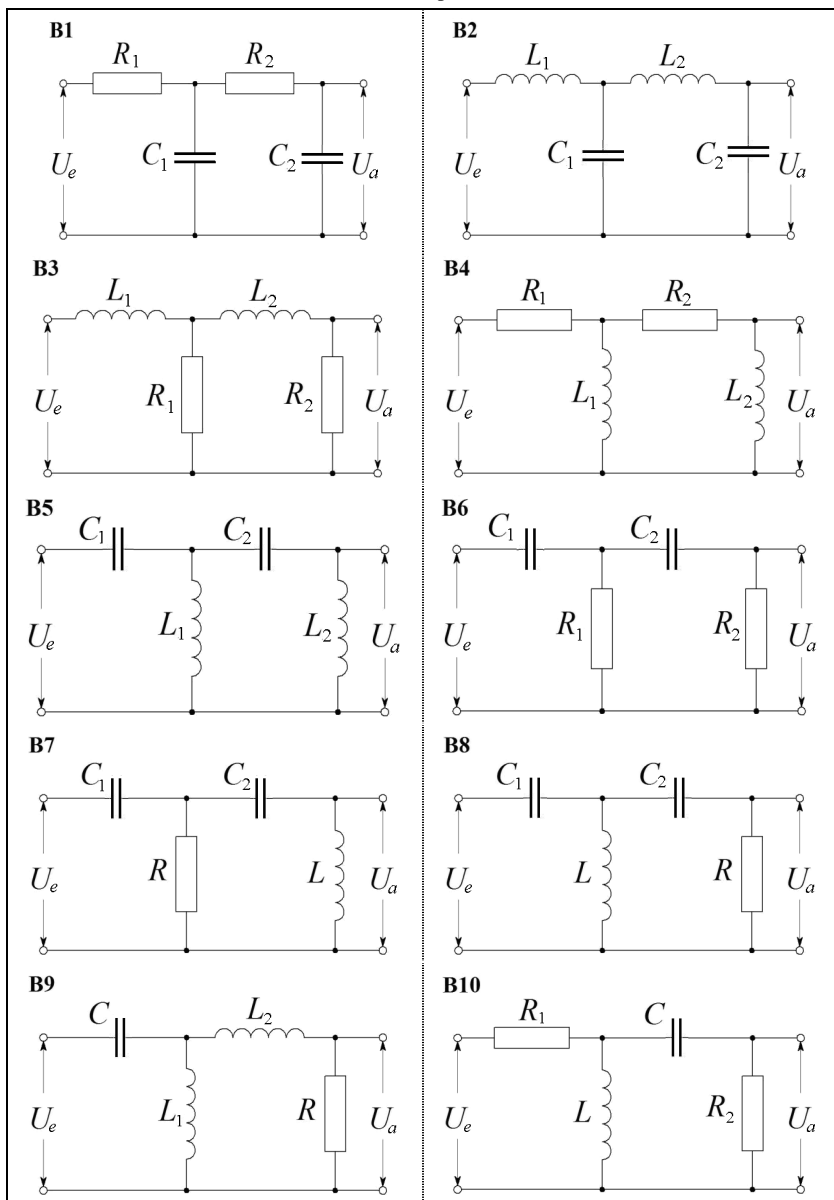 B1
R₁ R₂
C₁ C₂
Uₑ Uₐ
B2
L₁ L₂
C₁ C₂
Uₑ Uₐ
B3
L₁ L₂
Uₑ R₁ R₂ Uₐ
B4
R₁ R₂
Uₑ L₁ L₂ Uₐ
B5
C₁ C₂
Uₑ L₁ L₂ Uₐ
B6
C₁ C₂
Uₑ R₁ R₂ Uₐ
B7
C₁ C₂
Uₑ R L Uₐ
B8
C₁ C₂
Uₑ L R Uₐ
B9
C L₂
Uₑ L₁ R Uₐ
B10
R₁ C
Uₑ L R₂ Uₐ